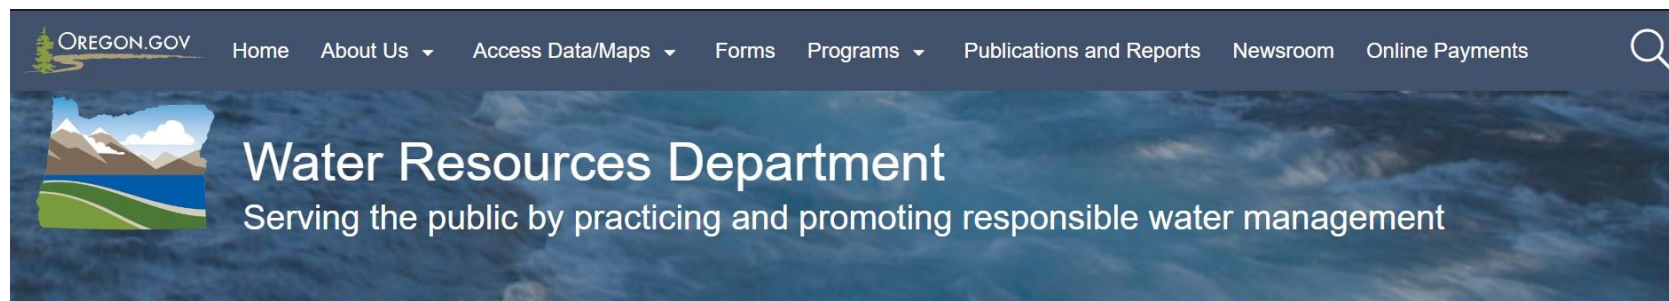 OREGON.GOV Home About Us Access Data/Maps Forms Programs Publications and Reports Newsroom Online Payments
Water Resources Department
Serving the public by practicing and promoting responsible water management